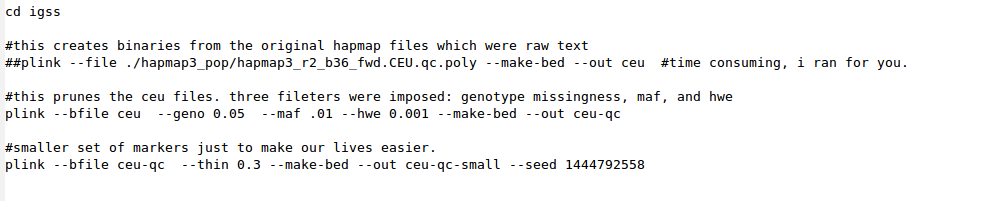 cd igss
#this creates binaries from the original hapmap files which were raw text
##plink --file ./hapmap3_pop/hapmap3_r2_b36_fwd.CEU.qc.poly --make-bed --out ceu  #time consuming, i ran for you.
#this prunes the ceu files. three fileters were imposed: genotype missingness, maf, and hwe
plink --bfile ceu  --geno 0.05  --maf .01 --hwe 0.001 --make-bed --out ceu-qc
#smaller set of markers just to make our lives easier.
plink --bfile ceu-qc  --thin 0.3 --make-bed --out ceu-qc-small --seed 1444792558